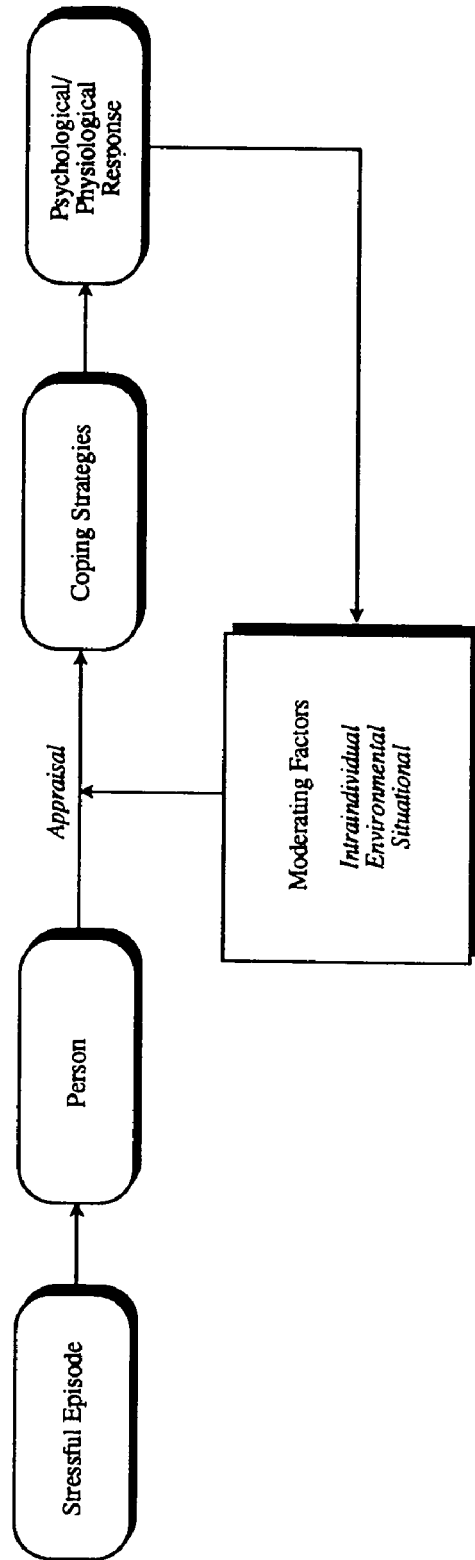 Stressful Episode
Person
Appraisal
Coping Strategies
Psychological/
Physiological
Response
Moderating Factors
Intraindividual
Environmental
Situational